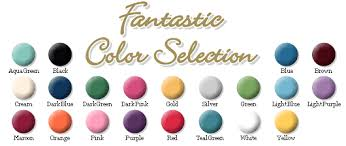 Fantastic
Color Selection
AquaGreen Black Blue Brown
Cream DarkBlue DarkGreen DarkPink Gold Silver Green LightBlue LightPurple
Maroon Orange Pink Purple Red TealGreen White Yellow